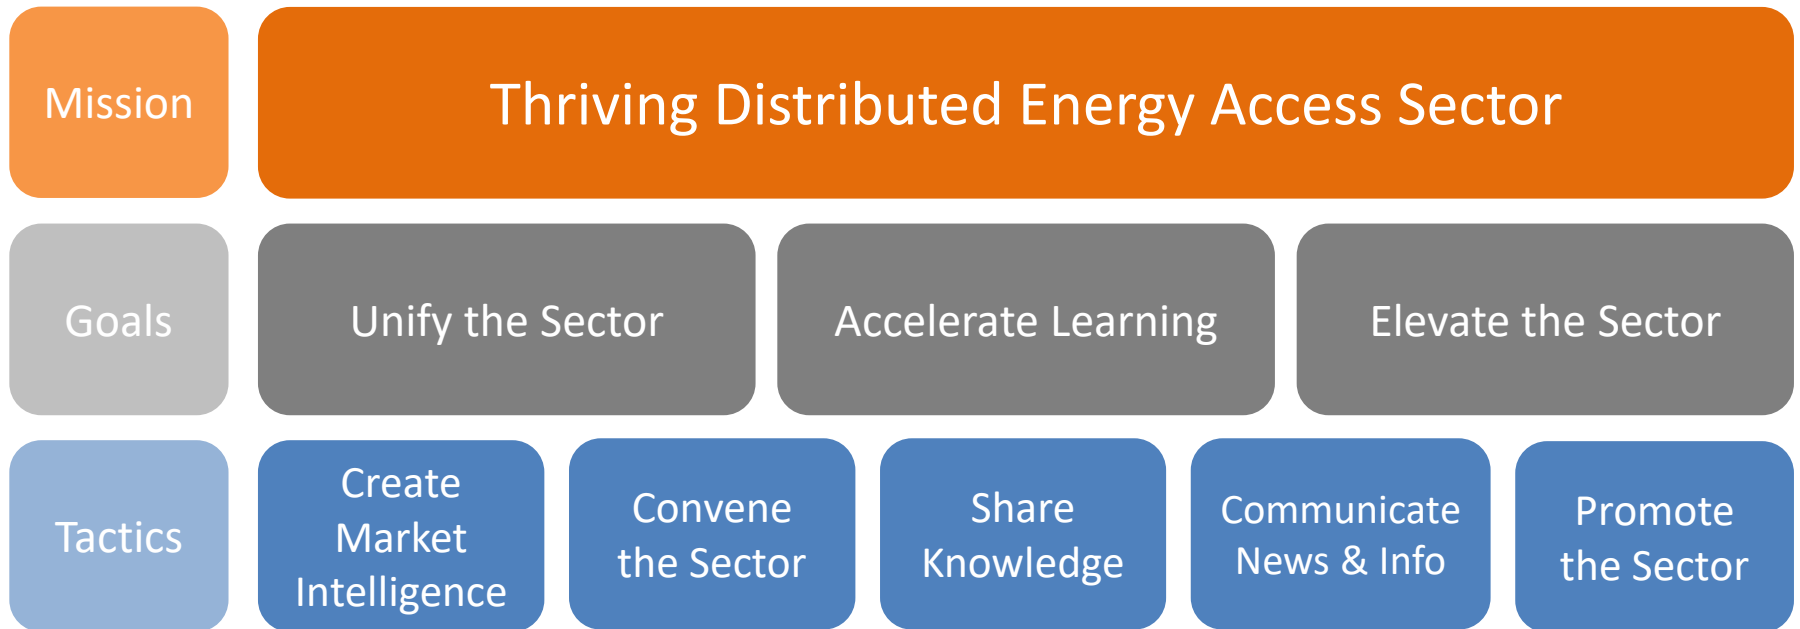 Mission
Thriving Distributed Energy Access Sector
Goals
Unify the Sector
Accelerate Learning
Elevate the Sector
Tactics
Create
Market
Intelligence
Convene
the Sector
Share
Knowledge
Communicate
News & Info
Promote
the Sector